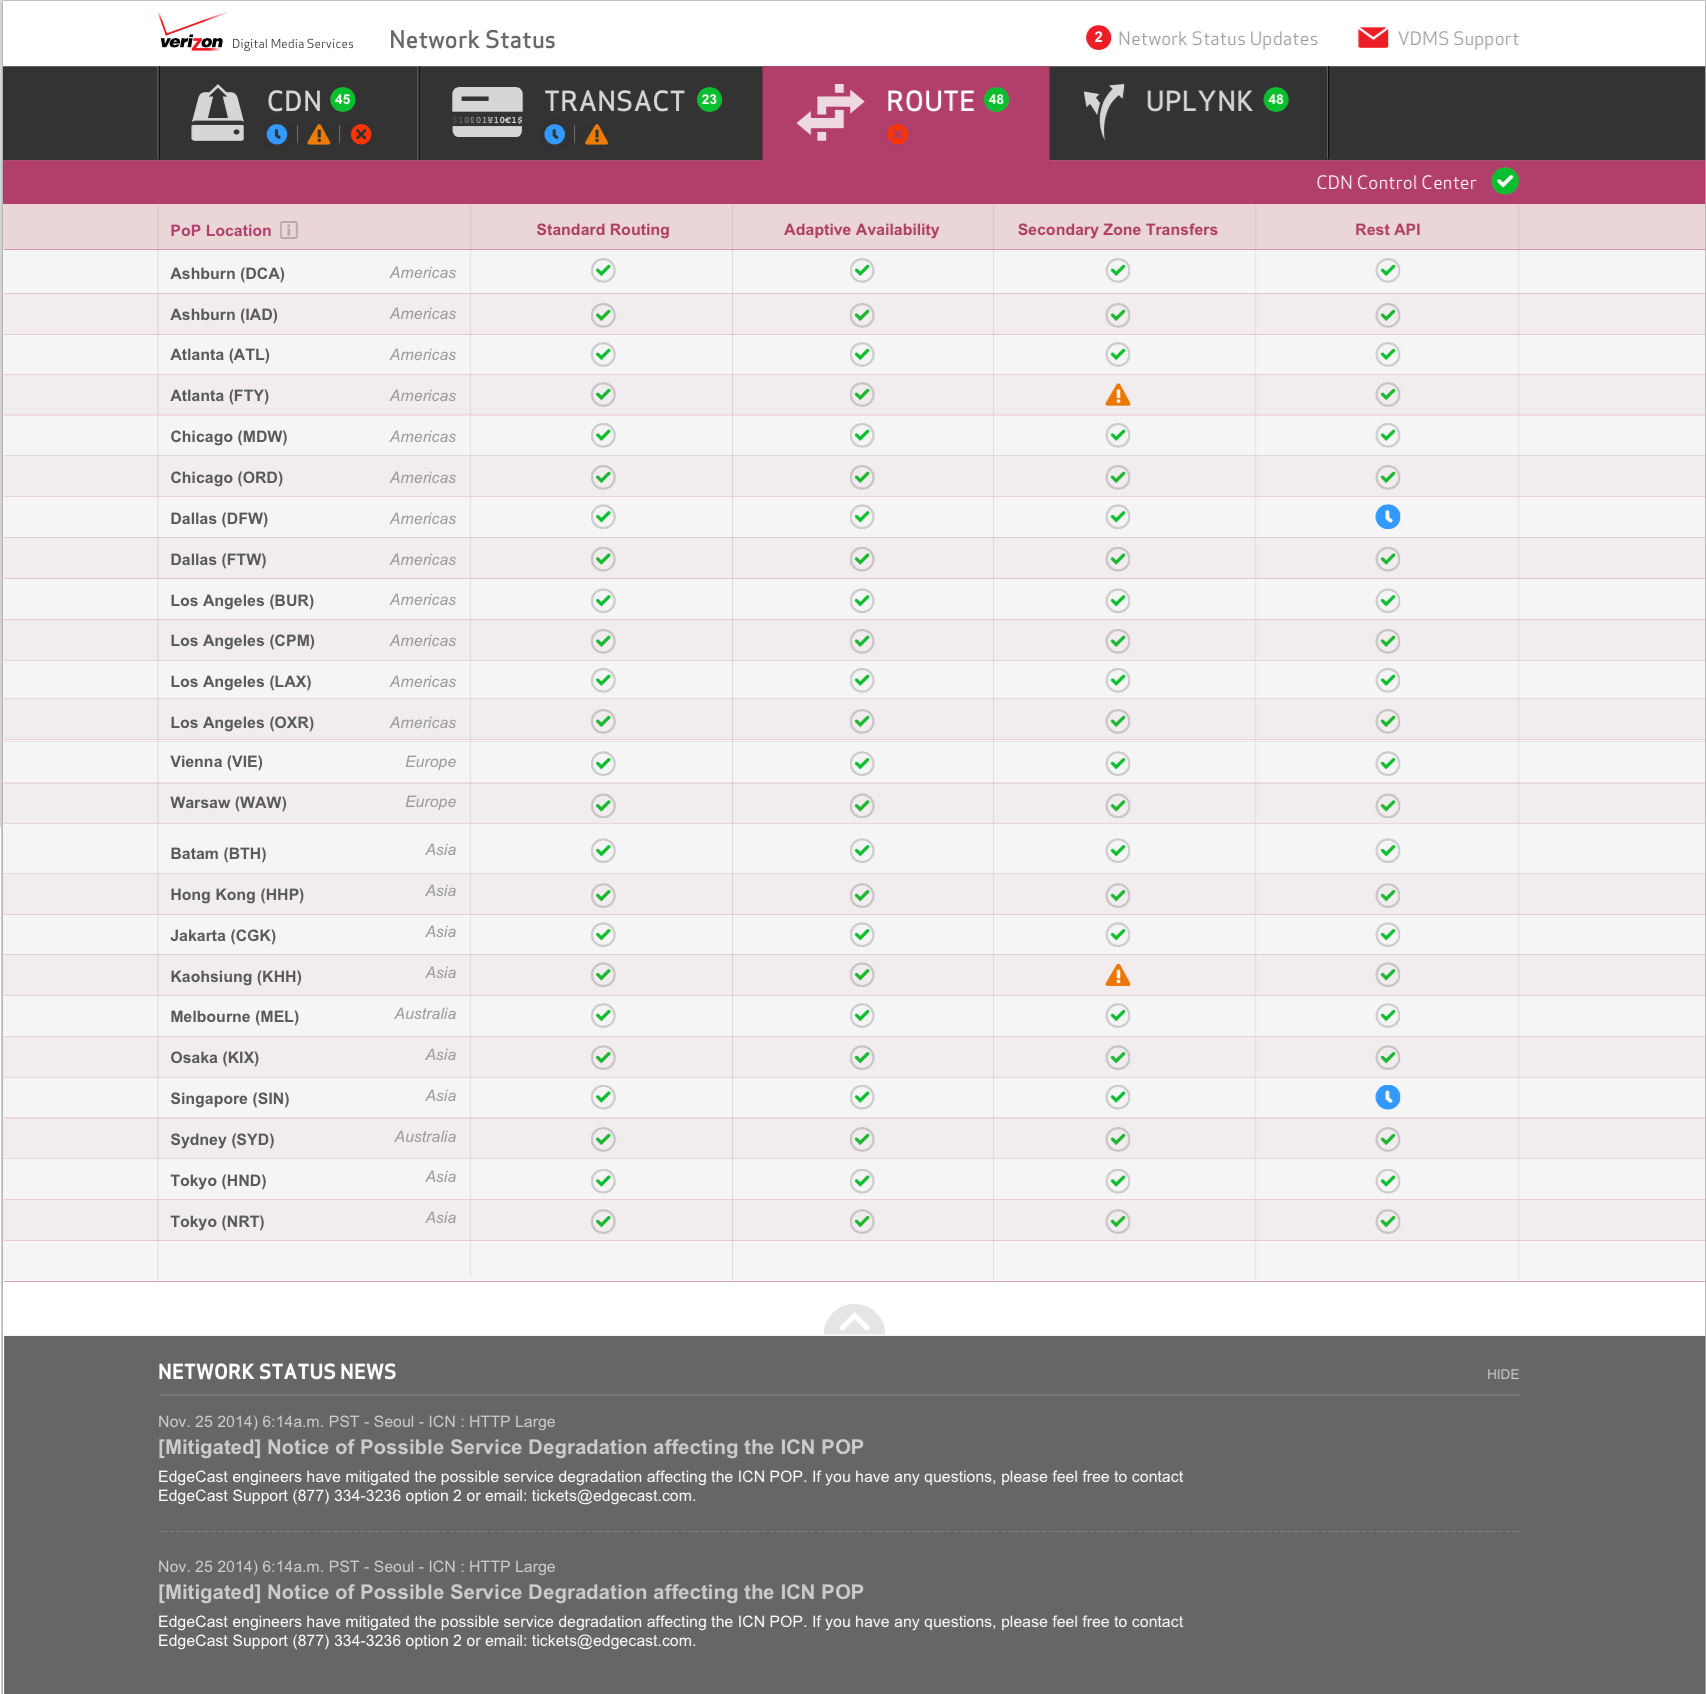 verizon Digital Media Services Network Status 2 Network Status Updates VDMS Support
CDN 45 TRANSACT 23 ROUTE 48 UPLYNK 48
CDN Control Center
PoP Location i Standard Routing Adaptive Availability Secondary Zone Transfers Rest API
Ashburn (DCA) Americas
Ashburn (IAD) Americas
Atlanta (ATL) Americas
Atlanta (FTY) Americas
Chicago (MDW) Americas
Chicago (ORD) Americas
Dallas (DFW) Americas
Dallas (FTW) Americas
Los Angeles (BUR) Americas
Los Angeles (CPM) Americas
Los Angeles (LAX) Americas
Los Angeles (OXR) Americas
Vienna (VIE) Europe
Warsaw (WAW) Europe
Batam (BTH) Asia
Hong Kong (HHP) Asia
Jakarta (CGK) Asia
Kaohsiung (KHH) Asia
Melbourne (MEL) Australia
Osaka (KIX) Asia
Singapore (SIN) Asia
Sydney (SYD) Australia
Tokyo (HND) Asia
Tokyo (NRT) Asia
NETWORK STATUS NEWS HIDE
Nov. 25 2014) 6:14a.m. PST - Seoul - ICN : HTTP Large
[Mitigated] Notice of Possible Service Degradation affecting the ICN POP
EdgeCast engineers have mitigated the possible service degradation affecting the ICN POP. If you have any questions, please feel free to contact
EdgeCast Support (877) 334-3236 option 2 or email: tickets@edgecast.com.
Nov. 25 2014) 6:14a.m. PST - Seoul - ICN : HTTP Large
[Mitigated] Notice of Possible Service Degradation affecting the ICN POP
EdgeCast engineers have mitigated the possible service degradation affecting the ICN POP. If you have any questions, please feel free to contact
EdgeCast Support (877) 334-3236 option 2 or email: tickets@edgecast.com.